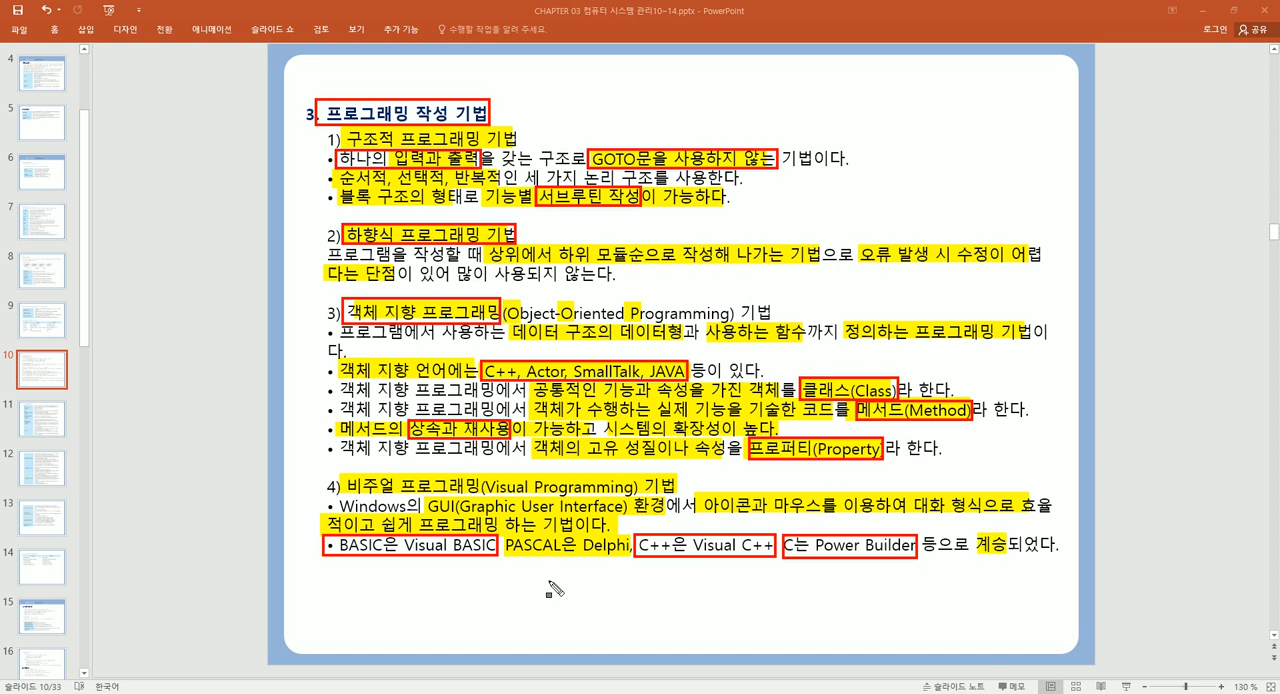 CHAPTER 03 컴퓨터 시스템 관리10~14.pptx - PowerPoint
파일 홈 삽입 디자인 전환 애니메이션 슬라이드 쇼 검토 보기 추가 기능 수행할 작업을 알려 주세요. 로그인 공유
4
5
6
7
8
9
10
11
12
13
14
15
16
3. 프로그래밍 작성 기법
1) 구조적 프로그래밍 기법
• 하나의 입력과 출력을 갖는 구조로 GOTO문을 사용하지 않는 기법이다.
• 순서적, 선택적, 반복적인 세 가지 논리 구조를 사용한다.
• 블록 구조의 형태로 기능별 서브루틴 작성이 가능하다.
2) 하향식 프로그래밍 기법
프로그램을 작성할 때 상위에서 하위 모듈순으로 작성해 나가는 기법으로 오류 발생 시 수정이 어렵
다는 단점이 있어 많이 사용되지 않는다.
3) 객체 지향 프로그래밍(Object-Oriented Programming) 기법
• 프로그램에서 사용하는 데이터 구조의 데이터형과 사용하는 함수까지 정의하는 프로그래밍 기법이
다.
• 객체 지향 언어에는 C++, Actor, SmallTalk, JAVA 등이 있다.
• 객체 지향 프로그래밍에서 공통적인 기능과 속성을 가진 객체를 클래스(Class)라 한다.
• 객체 지향 프로그래밍에서 객체가 수행하는 실제 기능을 기술한 코드를 메서드(Method)라 한다.
• 메서드의 상속과 재사용이 가능하고 시스템의 확장성이 높다.
• 객체 지향 프로그래밍에서 객체의 고유 성질이나 속성을 프로퍼티(Property)라 한다.
4) 비주얼 프로그래밍(Visual Programming) 기법
• Windows의 GUI(Graphic User Interface) 환경에서 아이콘과 마우스를 이용하여 대화 형식으로 효율
적이고 쉽게 프로그래밍 하는 기법이다.
• BASIC은 Visual BASIC, PASCAL은 Delphi, C++은 Visual C++, C는 Power Builder 등으로 계승되었다.
슬라이드 10/33 한국어 슬라이드 노트 메모 130 %